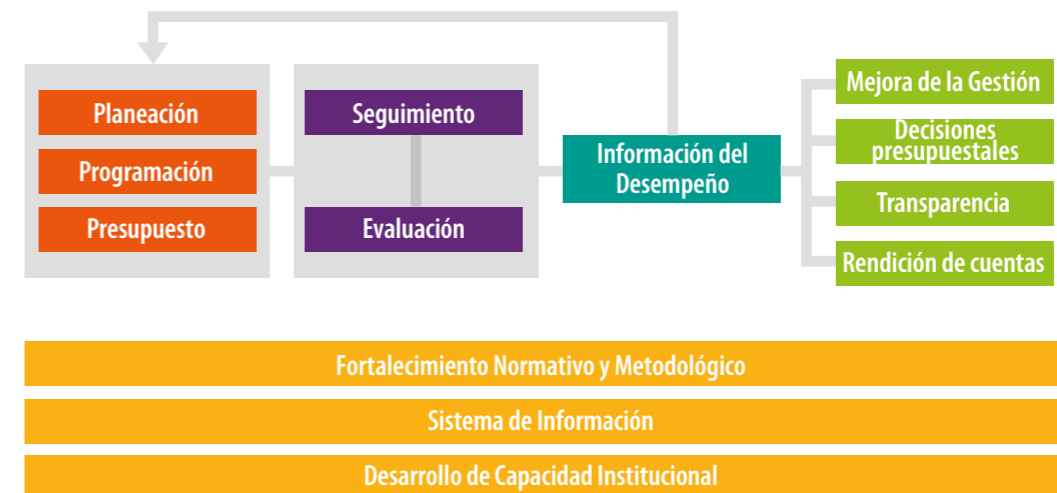 Planeación
Programación
Presupuesto
Seguimiento
Evaluación
Información del
Desempeño
Mejora de la Gestión
Decisiones
presupuestales
Transparencia
Rendición de cuentas
Fortalecimiento Normativo y Metodológico
Sistema de Información
Desarrollo de Capacidad Institucional